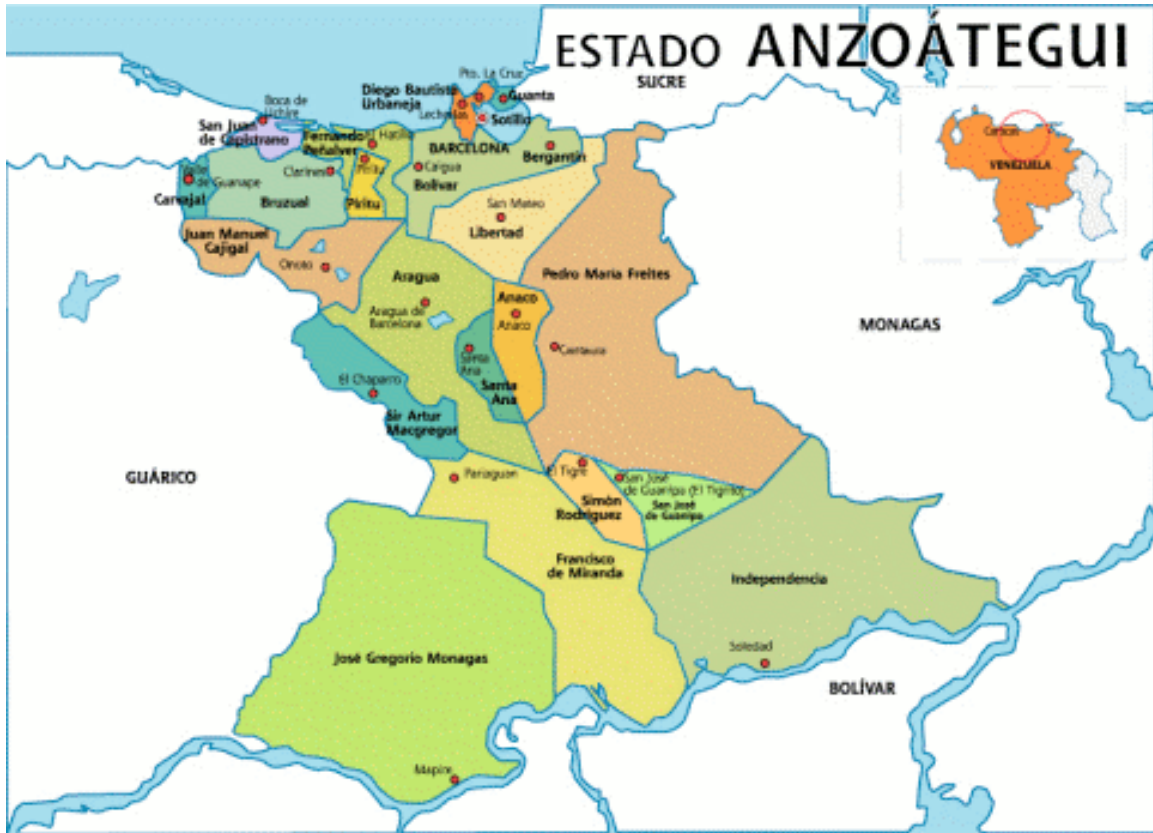 ESTADO ANZOÁTEGUI
SUCRE
Pto. La Cruz
Diego Bautista
Urbaneja
Guanta
Lecherías
Sotillo
Boca de
Uchire
San Juan
de Capistrano
Fernando
Peñalver
El Hatillo
BARCELONA
Bergantín
Caracas
VENEZUELA
Valle
de Guanape
Clarines
Píritu
Caigua
Bolívar
Carvajal
Bruzual
Píritu
San Mateo
Libertad
Juan Manuel
Cajigal
Onoto
Aragua
Pedro María Freites
Anaco
Anaco
Aragua de
Barcelona
MONAGAS
Cantaura
Santa
Ana
El Chaparro
Santa
Ana
Sir Artur
Macgregor
GUÁRICO
Pariaguan
El Tigre
San José
de Guanipa (El Tigrito)
Simón
Rodríguez
San José
de Guanipa
Francisco
de Miranda
Independencia
José Gregorio Monagas
Soledad
BOLÍVAR
Mapire